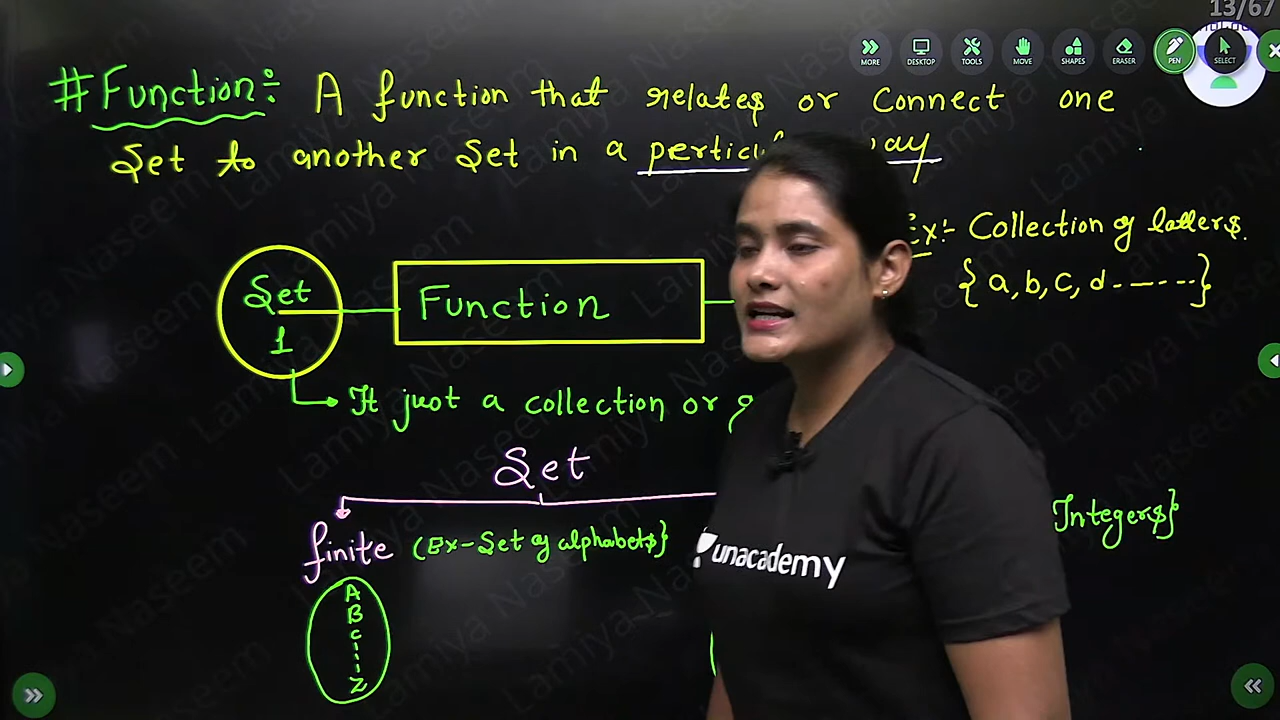 13/67
MORE DESKTOP TOOLS MOVE SHAPES ERASER PEN SELECT
# Function: A function that relates or Connect one
Set to another Set in a
Ex:- Collection of latters.
{ a, b, c, d - - - - - - }
Set
1
Function
It just a collection or
Set
finite (Ex-Set of alphabets}
Integers}
A
B
C
Z
unacademy
Lamiya Naseem